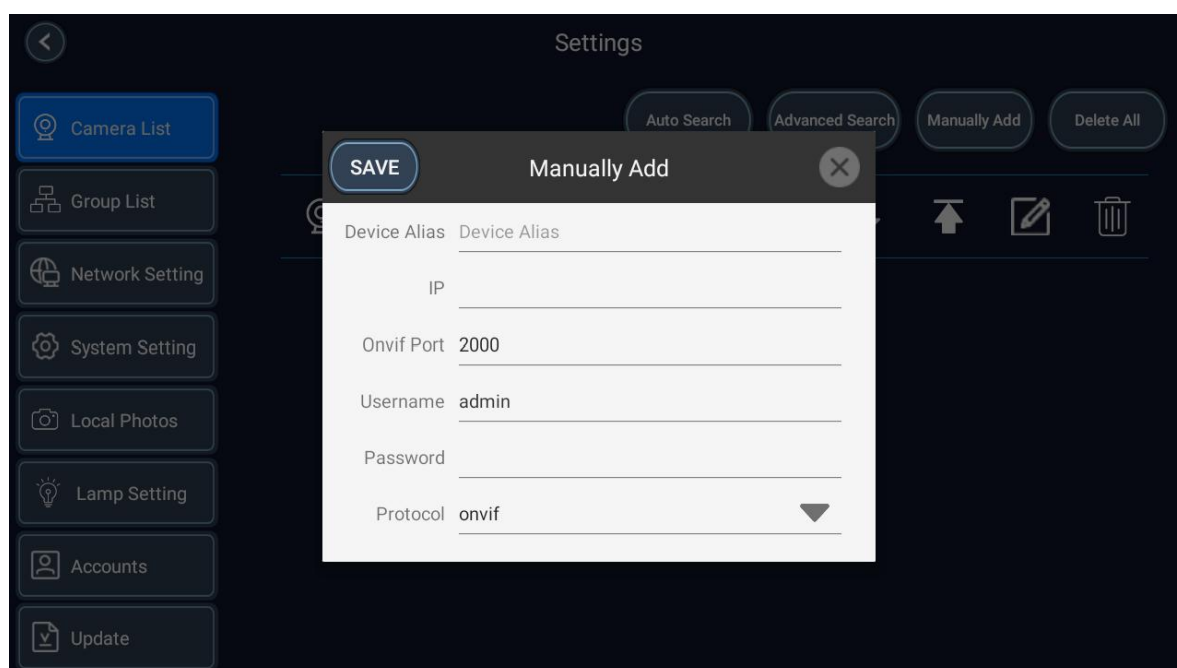 Settings
Camera List
Group List
Network Setting
System Setting
Local Photos
Lamp Setting
Accounts
Update
Auto Search
Advanced Search
Manually Add
Delete All
SAVE
Manually Add
Device Alias Device Alias
IP
Onvif Port 2000
Username admin
Password
Protocol onvif